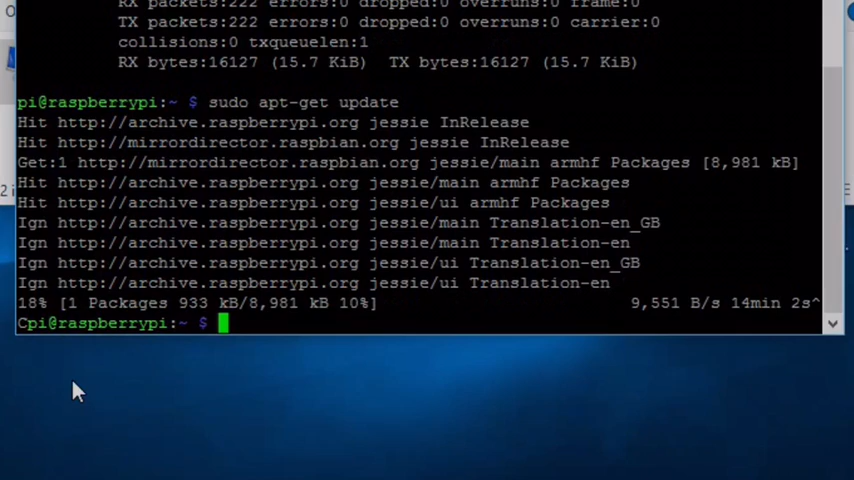 RX packets:222 errors:0 dropped:0 overruns:0 frame:0
TX packets:222 errors:0 dropped:0 overruns:0 carrier:0
collisions:0 txqueuelen:1
RX bytes:16127 (15.7 KiB)  TX bytes:16127 (15.7 KiB)
pi@raspberrypi:~ $ sudo apt-get update
Hit http://archive.raspberrypi.org jessie InRelease
Hit http://mirrordirector.raspbian.org jessie InRelease
Get:1 http://mirrordirector.raspbian.org jessie/main armhf Packages [8,981 kB]
Hit http://archive.raspberrypi.org jessie/main armhf Packages
Hit http://archive.raspberrypi.org jessie/ui armhf Packages
Ign http://archive.raspberrypi.org jessie/main Translation-en_GB
Ign http://archive.raspberrypi.org jessie/main Translation-en
Ign http://archive.raspberrypi.org jessie/ui Translation-en_GB
Ign http://archive.raspberrypi.org jessie/ui Translation-en
18% [1 Packages 933 kB/8,981 kB 10%] 9,551 B/s 14min 2s^
Cpi@raspberrypi:~ $